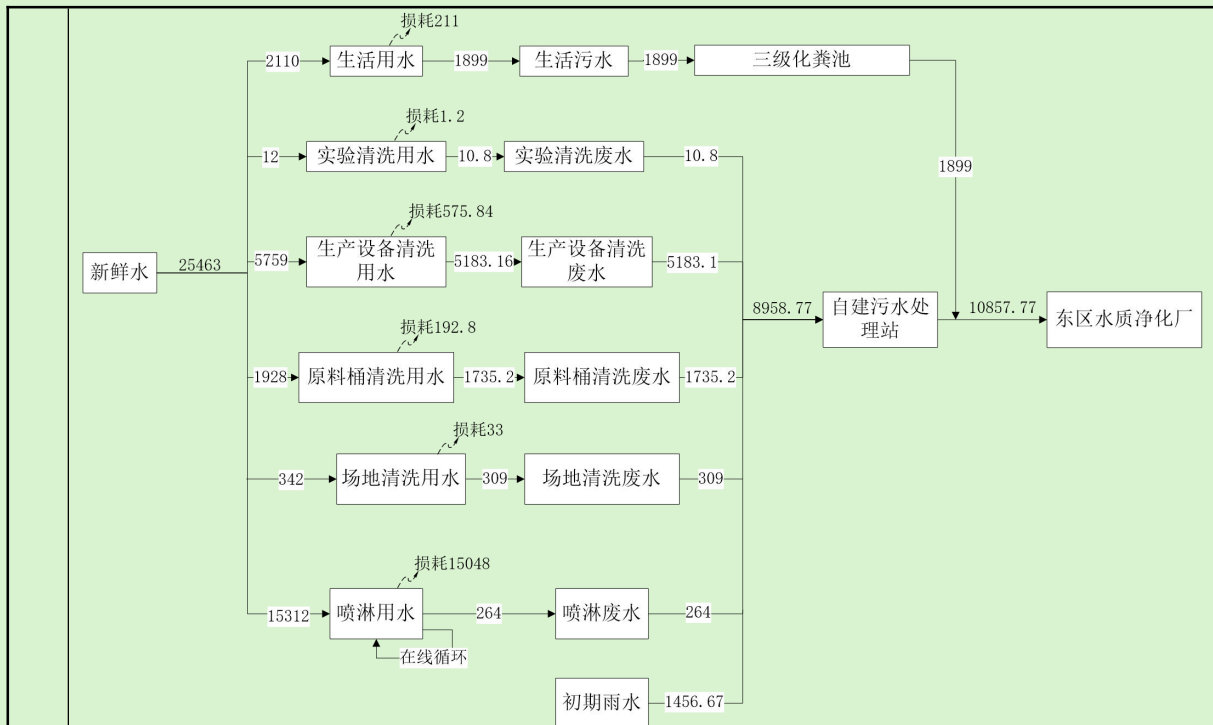 损耗211
2110
生活用水
1899
生活污水
1899
三级化粪池
损耗1.2
12
实验清洗用水
10.8
实验清洗废水
10.8
1899
损耗575.84
新鲜水
25463
5759
生产设备清洗
用水
5183.16
生产设备清洗
废水
5183.1
8958.77
自建污水处
理站
10857.77
东区水质净化厂
损耗192.8
1928
原料桶清洗用水
1735.2
原料桶清洗废水
1735.2
损耗33
342
场地清洗用水
309
场地清洗废水
309
损耗15048
15312
喷淋用水
264
喷淋废水
264
在线循环
初期雨水
1456.67